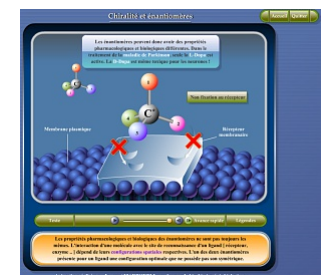 Chiralité et énantiomères
Accueil Quitter
Les énantiomères peuvent donc avoir des propriétés
pharmacologiques et biologiques différentes. Dans le
traitement de la maladie de Parkinson, seule la L-Dopa est
active. La D-Dopa est même toxique pour les neurones !
Non fixation au récepteur
Membrane plasmique
Récepteur
membranaire
Texte
Avance rapide
Légendes
Les propriétés pharmacologiques et biologiques des énantiomères ne sont pas toujours les
mêmes. L'interaction d'une molécule avec le site de reconnaissance d'un ligand ( récepteur,
enzyme .. ) dépend de leurs configurations spatiales respectives. L'un des deux énantiomères
présente pour un ligand une configuration optimale que ne possède pas son symétrique.